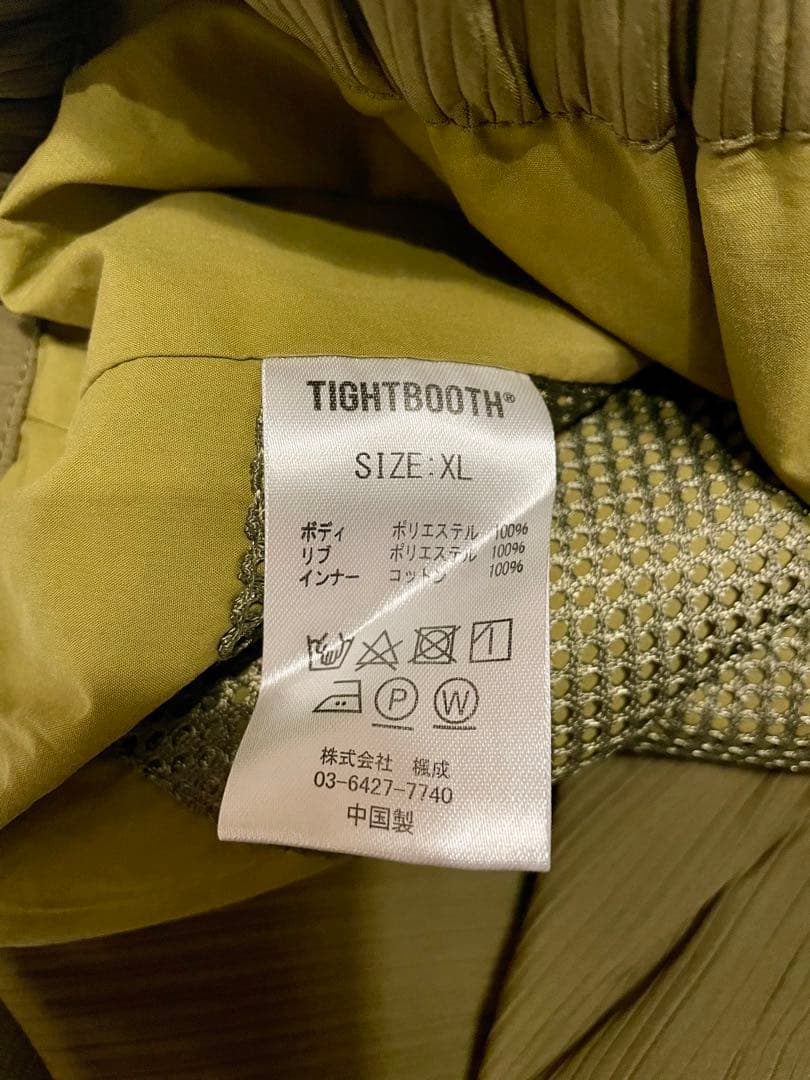 TIGHTBOOTH®
SIZE:XL
ボディ ポリエステル 100%
リブ ポリエステル 100%
インナー コットン 100%
P W
株式会社 楓成
03-6427-7740
中国製